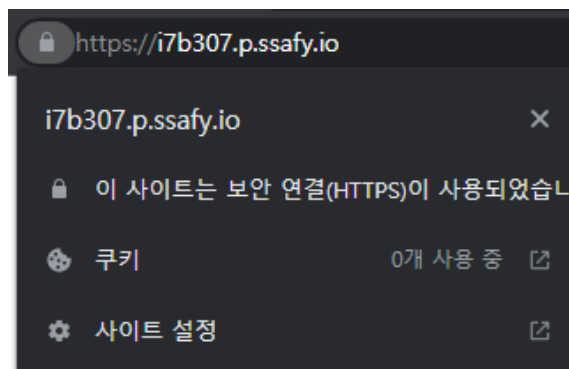 https://i7b307.p.ssafy.io
i7b307.p.ssafy.io
이 사이트는 보안 연결(HTTPS)이 사용되었습니
쿠키 0개 사용 중
사이트 설정